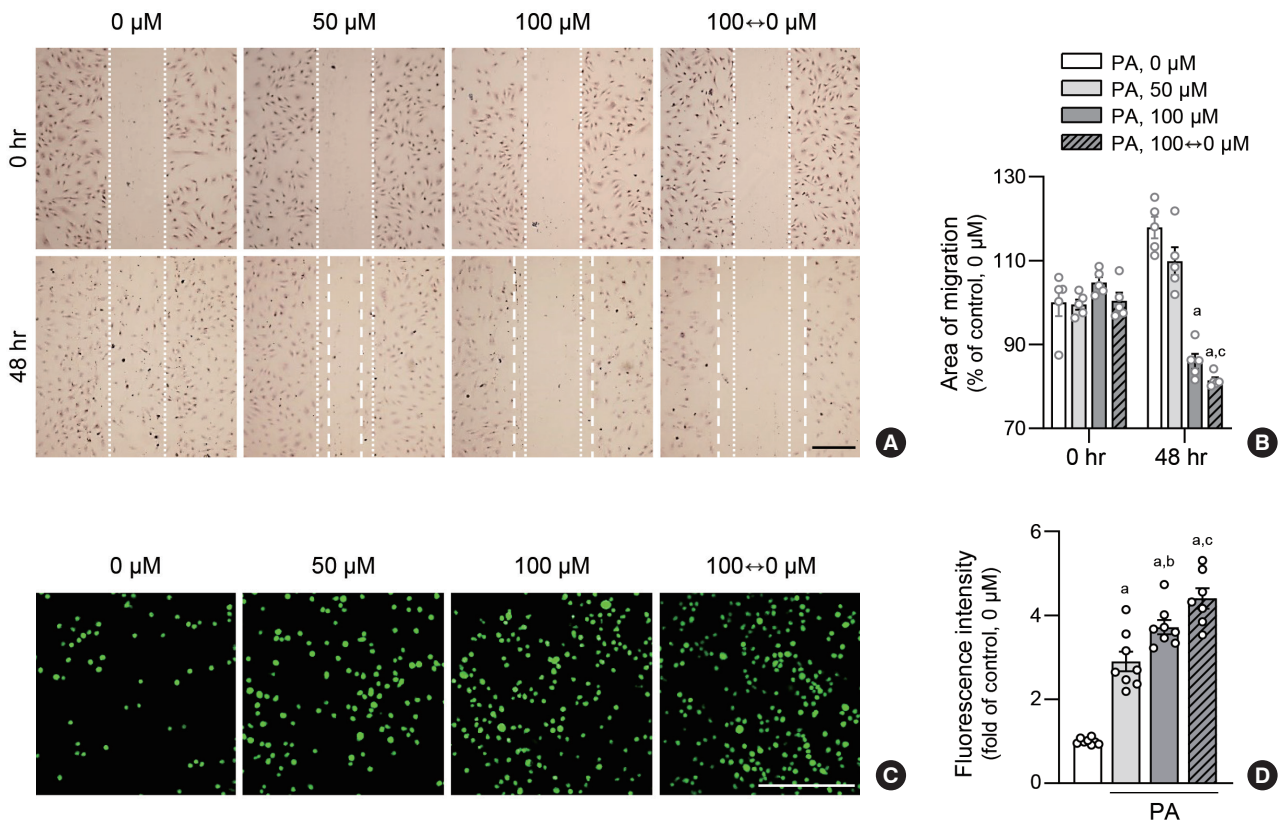 0 μM
50 μM
100 μM
100↔0 μM
0 hr
48 hr
A
PA, 0 μM
PA, 50 μM
PA, 100 μM
PA, 100↔0 μM
Area of migration
(% of control, 0 μM)
130
110
90
70
a
a,c
0 hr
48 hr
B
0 μM
50 μM
100 μM
100↔0 μM
C
Fluorescence intensity
(fold of control, 0 μM)
6
4
2
0
a
a,b
a,c
PA
D